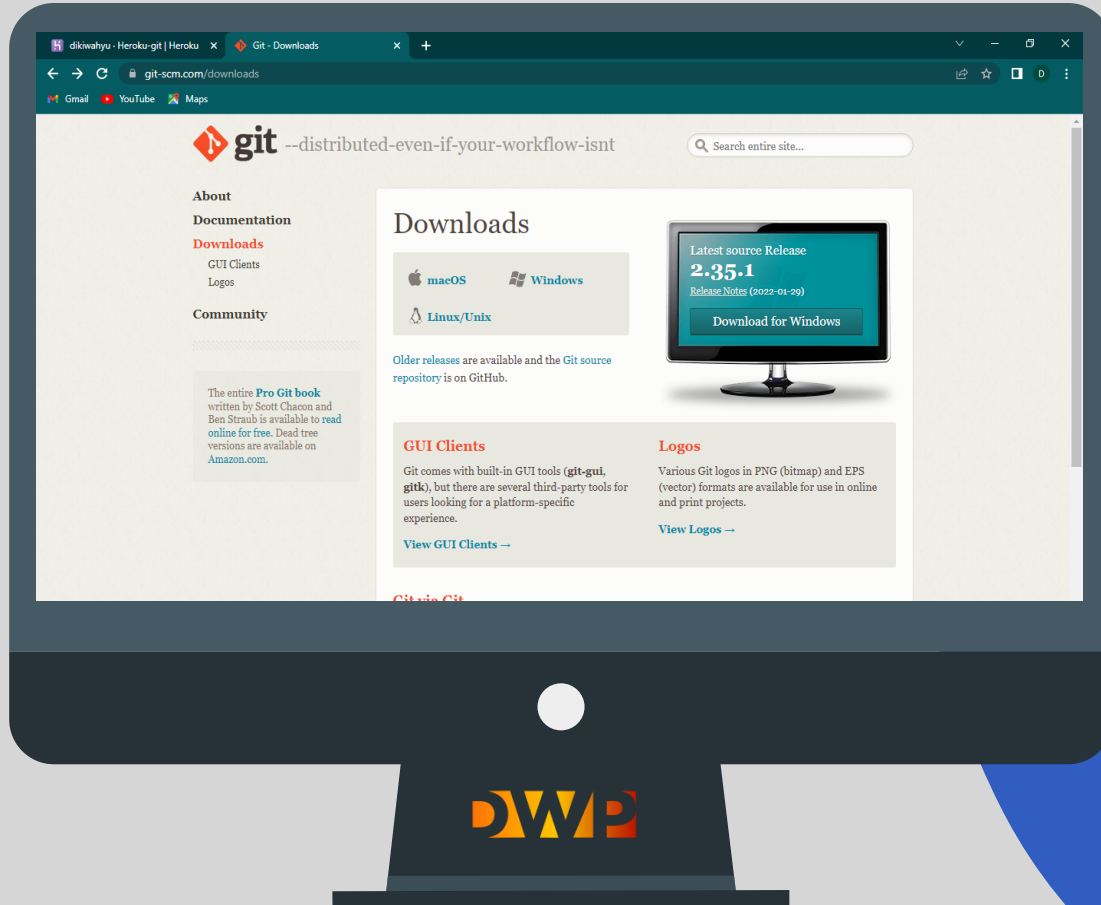 dikiwahyu · Heroku-git | Heroku
Git - Downloads
git-scm.com/downloads
D
Gmail YouTube Maps
git --distributed-even-if-your-workflow-isnt
Search entire site...
About
Documentation
Downloads
GUI Clients
Logos
Community
The entire Pro Git book
written by Scott Chacon and
Ben Straub is available to read
online for free. Dead tree
versions are available on
Amazon.com.
Downloads
macOS
Windows
Linux/Unix
Older releases are available and the Git source
repository is on GitHub.
Latest source Release
2.35.1
Release Notes (2022-01-29)
Download for Windows
GUI Clients
Git comes with built-in GUI tools (git-gui,
gitk), but there are several third-party tools for
users looking for a platform-specific
experience.
View GUI Clients →
Logos
Various Git logos in PNG (bitmap) and EPS
(vector) formats are available for use in online
and print projects.
View Logos →
Git via Git
DWP